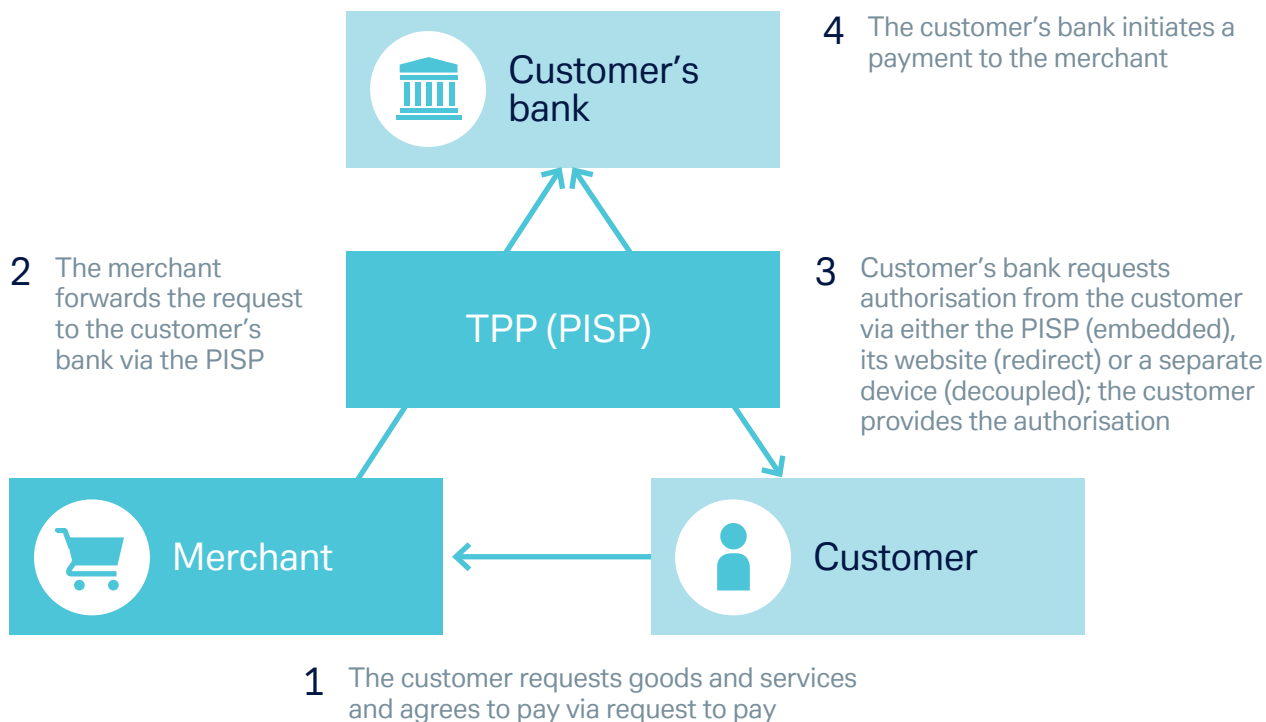 Customer's
bank
4 The customer's bank initiates a
payment to the merchant
2 The merchant
forwards the request
to the customer's
bank via the PISP
TPP (PISP)
3 Customer's bank requests
authorisation from the customer
via either the PISP (embedded),
its website (redirect) or a separate
device (decoupled); the customer
provides the authorisation
Merchant
Customer
1 The customer requests goods and services
and agrees to pay via request to pay